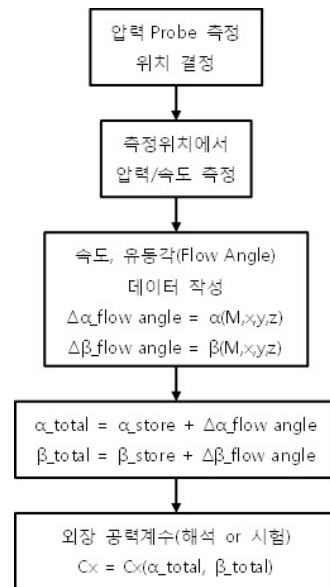 압력 Probe 측정
위치 결정
측정위치에서
압력/속도 측정
속도, 유동각(Flow Angle)
데이터 작성
Δα_flow angle = α(M,x,y,z)
Δβ_flow angle = β(M,x,y,z)
α_total = α_store + Δα_flow angle
β_total = β_store + Δβ_flow angle
외장 공력계수(해석 or 시험)
Cx = Cx(α_total, β_total)